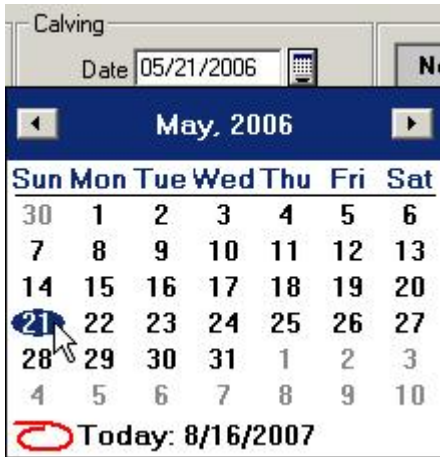 Calving
Date 05/21/2006
May, 2006
Sun Mon Tue Wed Thu Fri Sat
30 1 2 3 4 5 6
7 8 9 10 11 12 13
14 15 16 17 18 19 20
21 22 23 24 25 26 27
28 29 30 31 1 2 3
4 5 6 7 8 9 10
Today: 8/16/2007